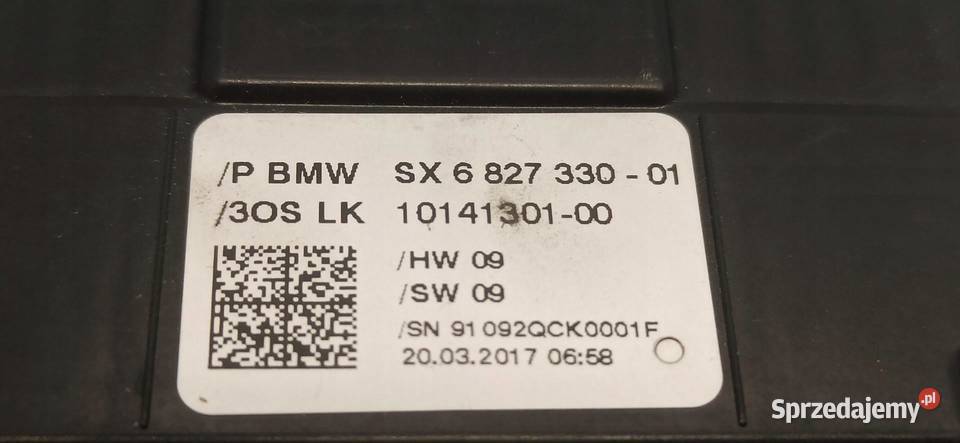 /P BMW SX 6 827 330 - 01
/3OS LK 10141301-00
/HW 09
/SW 09
/SN 91092QCK0001F
20.03.2017 06:58
Sprzedajemy.pl